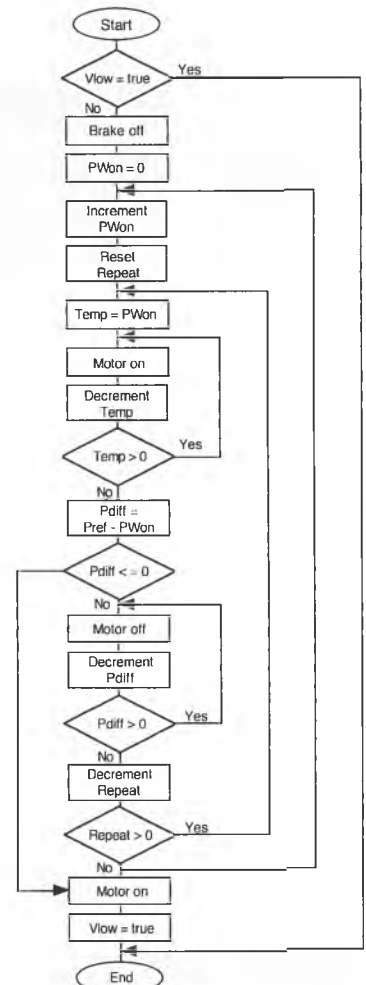 Start
Vlow = true
Yes
No
Brake off
PWon = 0
Increment
PWon
Reset
Repeat
Temp = PWon
Motor on
Decrement
Temp
Temp > 0
Yes
No
Pdiff =
Pref - PWon
Pdiff <= 0
No
Motor off
Decrement
Pdiff
Pdiff > 0
Yes
No
Decrement
Repeat
Repeat > 0
Yes
No
Motor on
Vlow = true
End